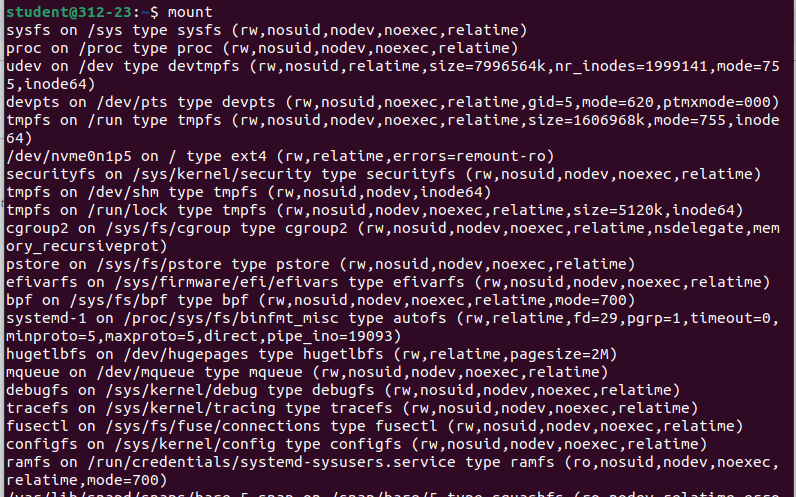 student@312-23:~$ mount
sysfs on /sys type sysfs (rw,nosuid,nodev,noexec,relatime)
proc on /proc type proc (rw,nosuid,nodev,noexec,relatime)
udev on /dev type devtmpfs (rw,nosuid,relatime,size=7996564k,nr_inodes=1999141,mode=75
5,inode64)
devpts on /dev/pts type devpts (rw,nosuid,noexec,relatime,gid=5,mode=620,ptmxmode=000)
tmpfs on /run type tmpfs (rw,nosuid,nodev,noexec,relatime,size=1606968k,mode=755,inode
64)
/dev/nvme0n1p5 on / type ext4 (rw,relatime,errors=remount-ro)
securityfs on /sys/kernel/security type securityfs (rw,nosuid,nodev,noexec,relatime)
tmpfs on /dev/shm type tmpfs (rw,nosuid,nodev,inode64)
tmpfs on /run/lock type tmpfs (rw,nosuid,nodev,noexec,relatime,size=5120k,inode64)
cgroup2 on /sys/fs/cgroup type cgroup2 (rw,nosuid,nodev,noexec,relatime,nsdelegate,mem
ory_recursiveprot)
pstore on /sys/fs/pstore type pstore (rw,nosuid,nodev,noexec,relatime)
efivarfs on /sys/firmware/efi/efivars type efivarfs (rw,nosuid,nodev,noexec,relatime)
bpf on /sys/fs/bpf type bpf (rw,nosuid,nodev,noexec,relatime,mode=700)
systemd-1 on /proc/sys/fs/binfmt_misc type autofs (rw,relatime,fd=29,pgrp=1,timeout=0,
minproto=5,maxproto=5,direct,pipe_ino=19093)
hugetlbfs on /dev/hugepages type hugetlbfs (rw,relatime,pagesize=2M)
mqueue on /dev/mqueue type mqueue (rw,nosuid,nodev,noexec,relatime)
debugfs on /sys/kernel/debug type debugfs (rw,nosuid,nodev,noexec,relatime)
tracefs on /sys/kernel/tracing type tracefs (rw,nosuid,nodev,noexec,relatime)
fusectl on /sys/fs/fuse/connections type fusectl (rw,nosuid,nodev,noexec,relatime)
configfs on /sys/kernel/config type configfs (rw,nosuid,nodev,noexec,relatime)
ramfs on /run/credentials/systemd-sysusers.service type ramfs (ro,nosuid,nodev,noexec,
relatime,mode=700)